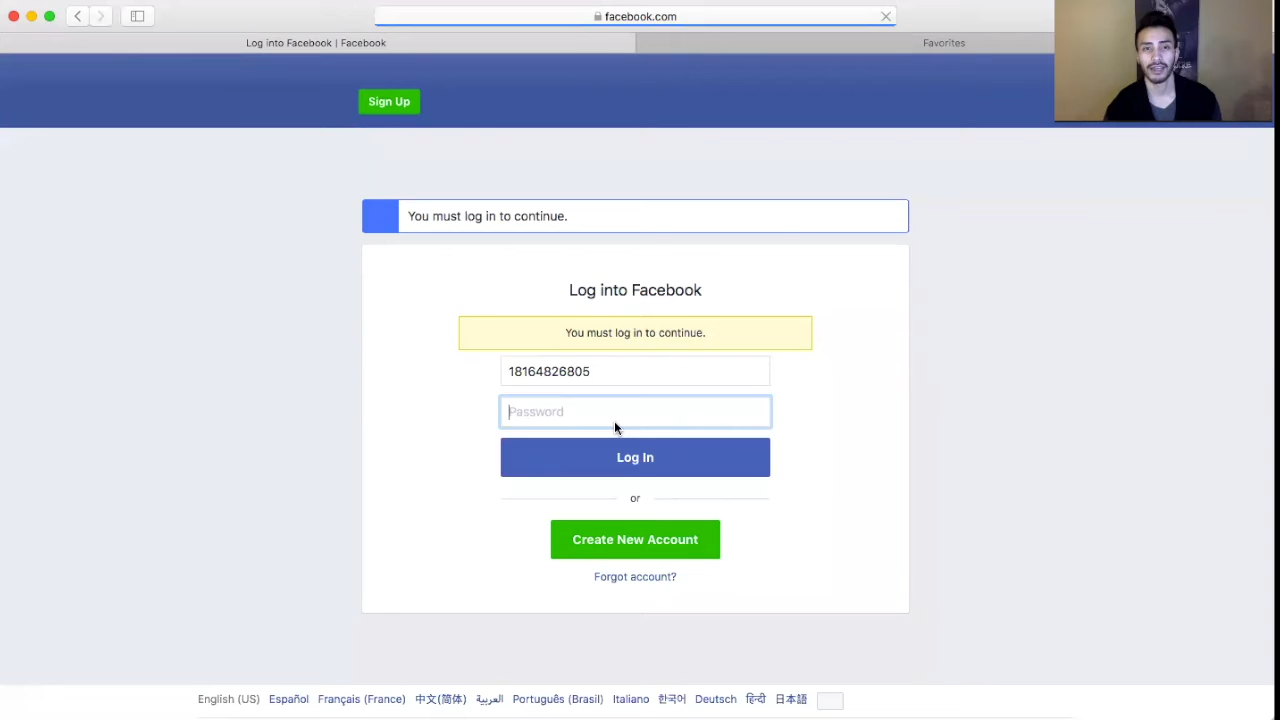 facebook.com
Log into Facebook | Facebook
Favorites
Sign Up
You must log in to continue.
Log into Facebook
You must log in to continue.
18164826805
Password
Log In
or
Create New Account
Forgot account?
English (US) Español Français (France) 中文(简体) العربية Português (Brasil) Italiano 한국어 Deutsch हिन्दी 日本語